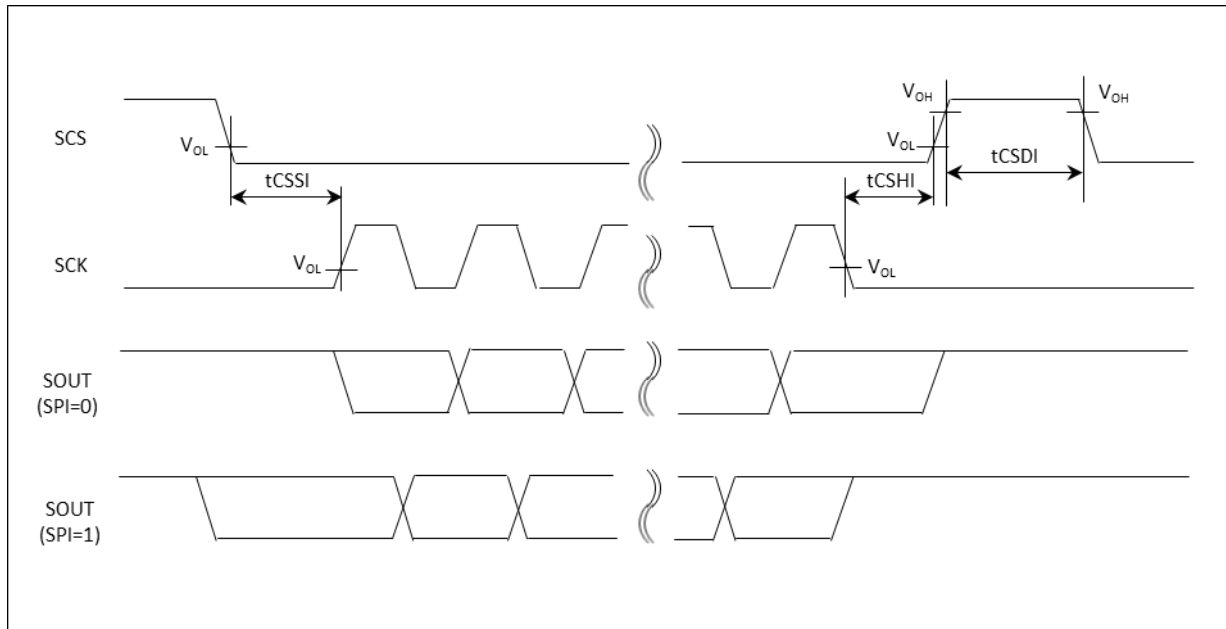 SCS
VOL
VOH
VOH
VOL
tCSSI
tCSHI
tCSDI
SCK
VOL
VOL
SOUT
(SPI=0)
SOUT
(SPI=1)